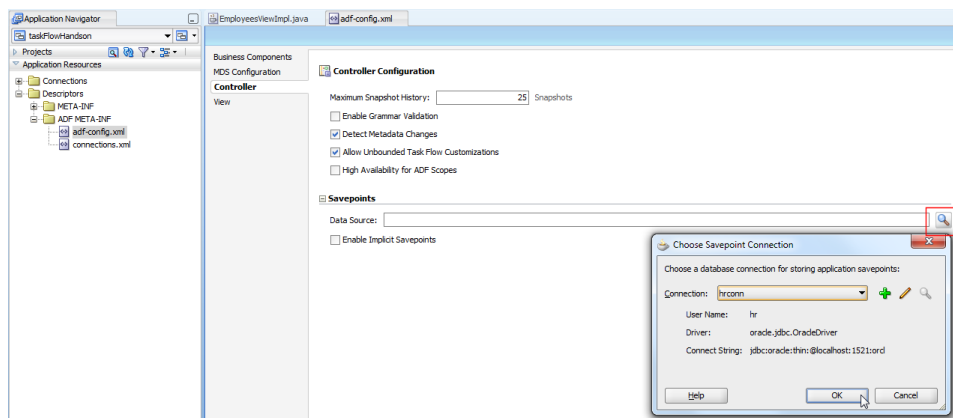 Application Navigator
EmployeesViewImpl.java
adf-config.xml
taskFlowHandson
Projects
Application Resources
Connections
Descriptors
META-INF
ADF META-INF
adf-config.xml
connections.xml
Business Components
MDS Configuration
Controller
View
Controller Configuration
Maximum Snapshot History: 25 Snapshots
Enable Grammar Validation
Detect Metadata Changes
Allow Unbounded Task Flow Customizations
High Availability for ADF Scopes
Savepoints
Data Source:
Enable Implicit Savepoints
Choose Savepoint Connection
Choose a database connection for storing application savepoints:
Connection: hrconn
User Name: hr
Driver: oracle.jdbc.OracleDriver
Connect String: jdbc:oracle:thin:@localhost:1521:orcl
Help OK Cancel